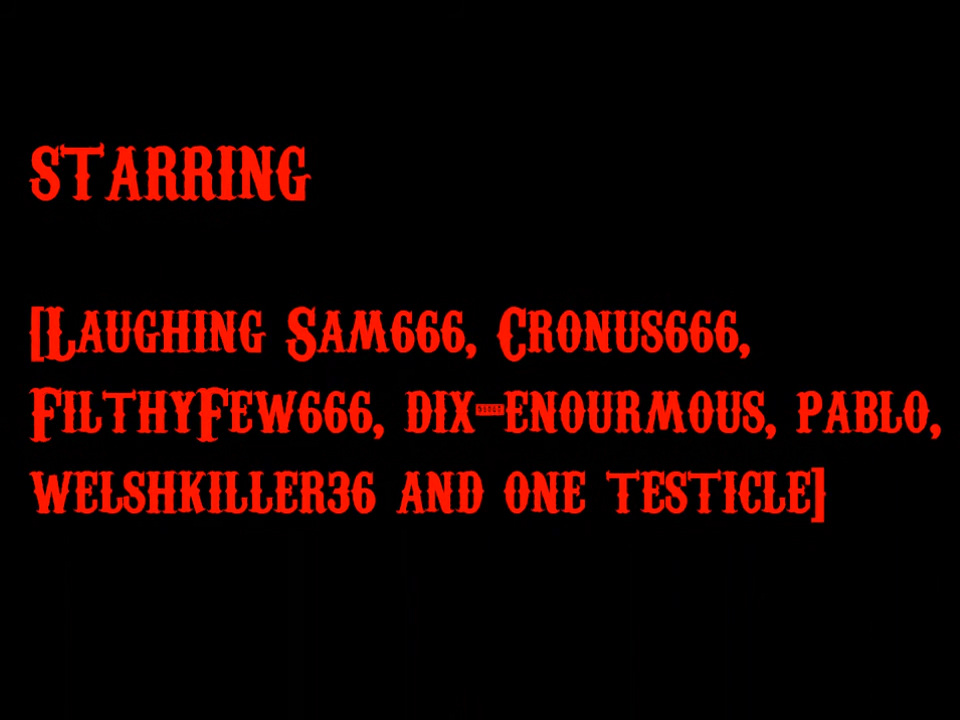 STARRING
[Laughing Sam666, Cronus666,
FilthyFew666, dix-enourmous, pablo,
welshkiller36 and one testicle]